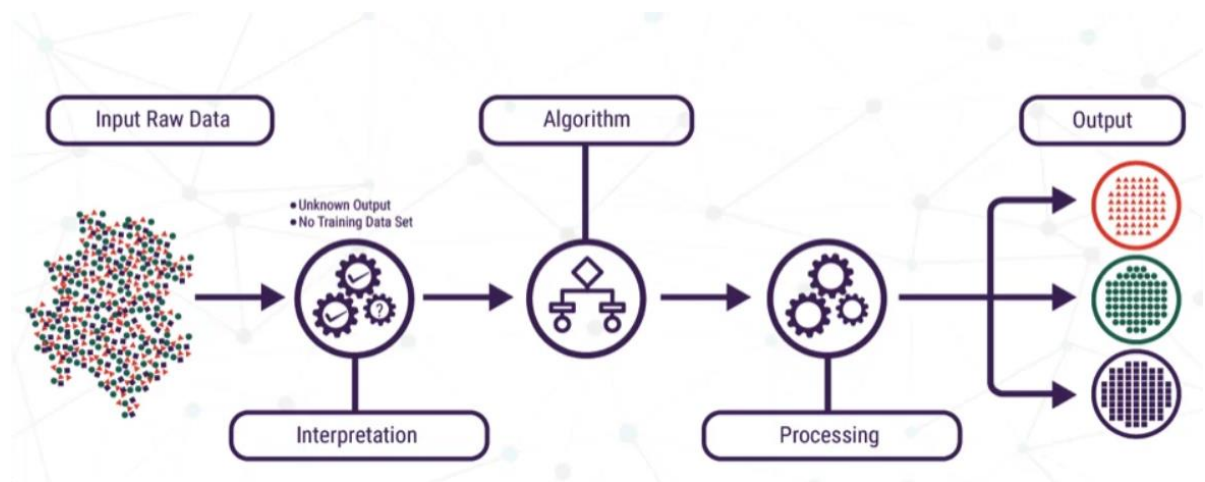 Input Raw Data
Algorithm
Output
● Unknown Output
● No Training Data Set
?
Interpretation
Processing